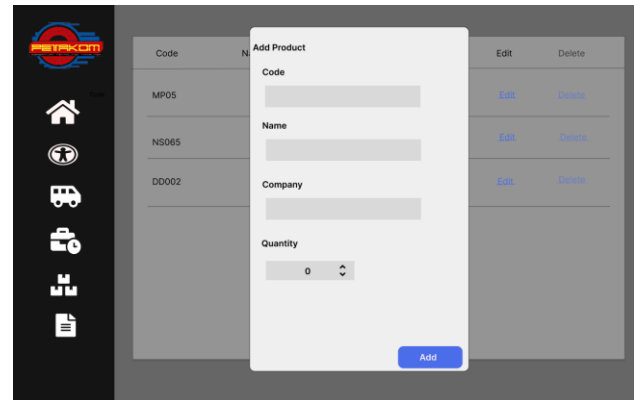 PETAKOM
Code
N
Edit
Delete
MP05
Edit
Delete
NS065
Edit
Delete
DD002
Edit
Delete
Add Product
Code
Name
Company
Quantity
0
Add